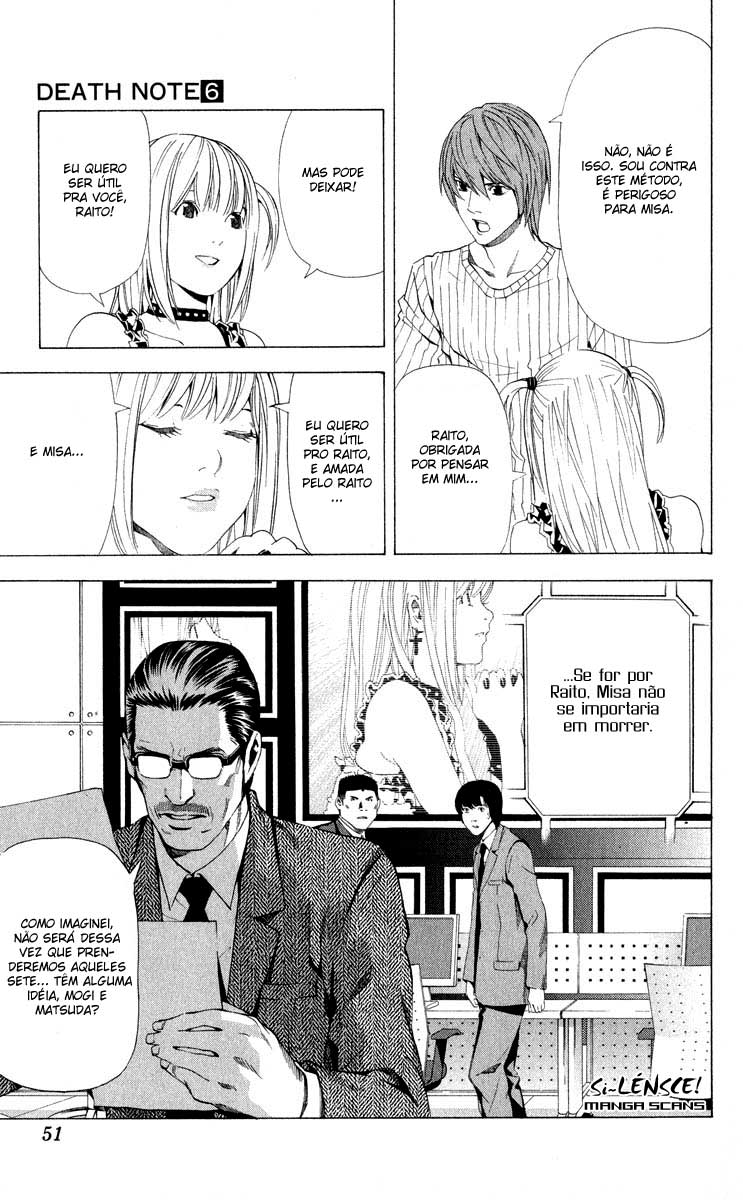 DEATH NOTE 6
NÃO, NÃO É
ISSO. SOU CONTRA
ESTE MÉTODO,
É PERIGOSO
PARA MISA.
RAITO,
OBRIGADA
POR PENSAR
EM MIM...
MAS PODE
DEIXAR!
EU QUERO
SER ÚTIL
PRA VOCÊ,
RAITO!
EU QUERO
SER ÚTIL
PRO RAITO,
E AMADA
PELO RAITO
...
E MISA...
...Se for por
Raito, Misa não
se importaria
em morrer.
COMO IMAGINEI,
NÃO SERÁ DESSA
VEZ QUE PREN-
DEREMOS AQUELES
SETE... TÊM ALGUMA
IDÉIA, MOGI E
MATSUDA?
Si~LÉNSCE!
MANGA SCANS
51